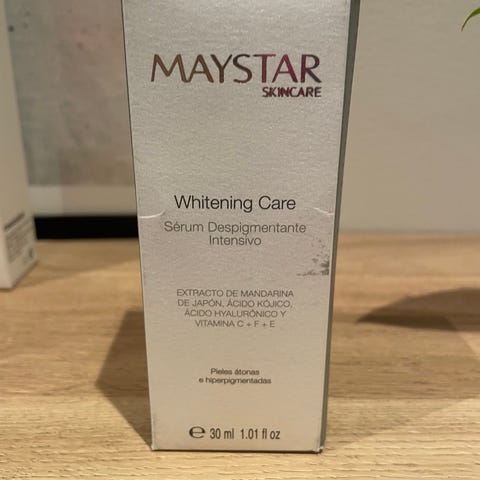 MAYSTAR
SKINCARE
Whitening Care
Sérum Despigmentante
Intensivo
EXTRACTO DE MANDARINA
DE JAPÓN, ÁCIDO KÓJICO,
ÁCIDO HYALURÓNICO Y
VITAMINA C + F + E
Pieles átonas
e hiperpigmentadas
℮ 30 ml 1.01 fl oz